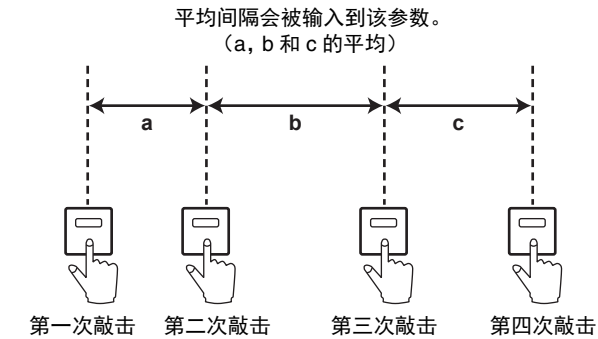 平均间隔会被输入到该参数。
（a, b 和 c 的平均）
a b c
第一次敲击 第二次敲击 第三次敲击 第四次敲击